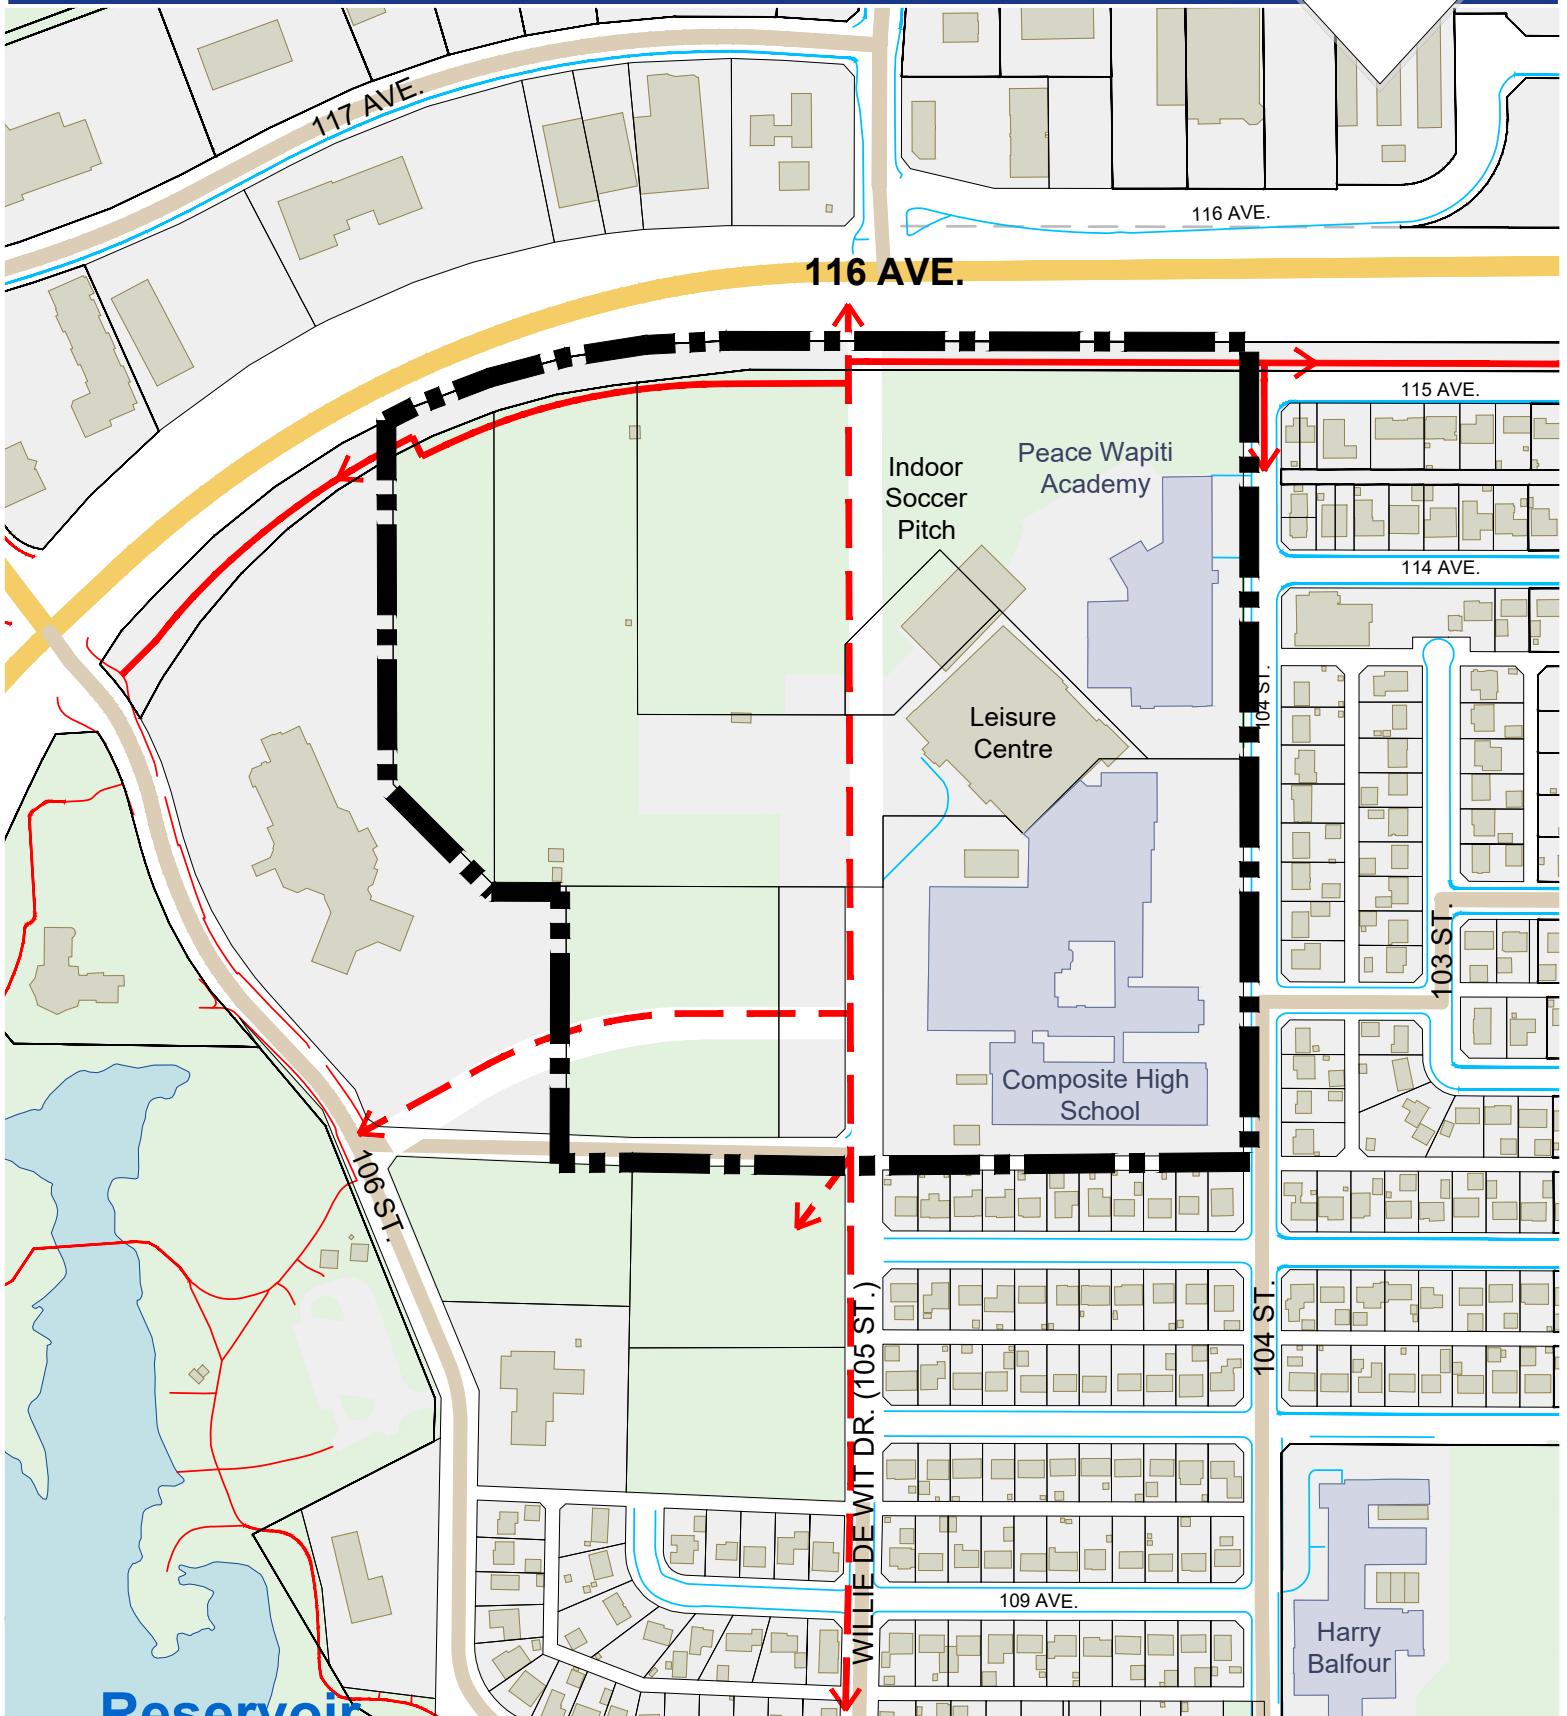 117 AVE.
116 AVE.
116 AVE.
115 AVE.
Peace Wapiti
Academy
Indoor
Soccer
Pitch
114 AVE.
104 ST.
Leisure
Centre
103 ST.
Composite High
School
106 ST.
WILLIE DE WIT DR. (105 ST.)
104 ST.
109 AVE.
Harry
Balfour
Reservoir